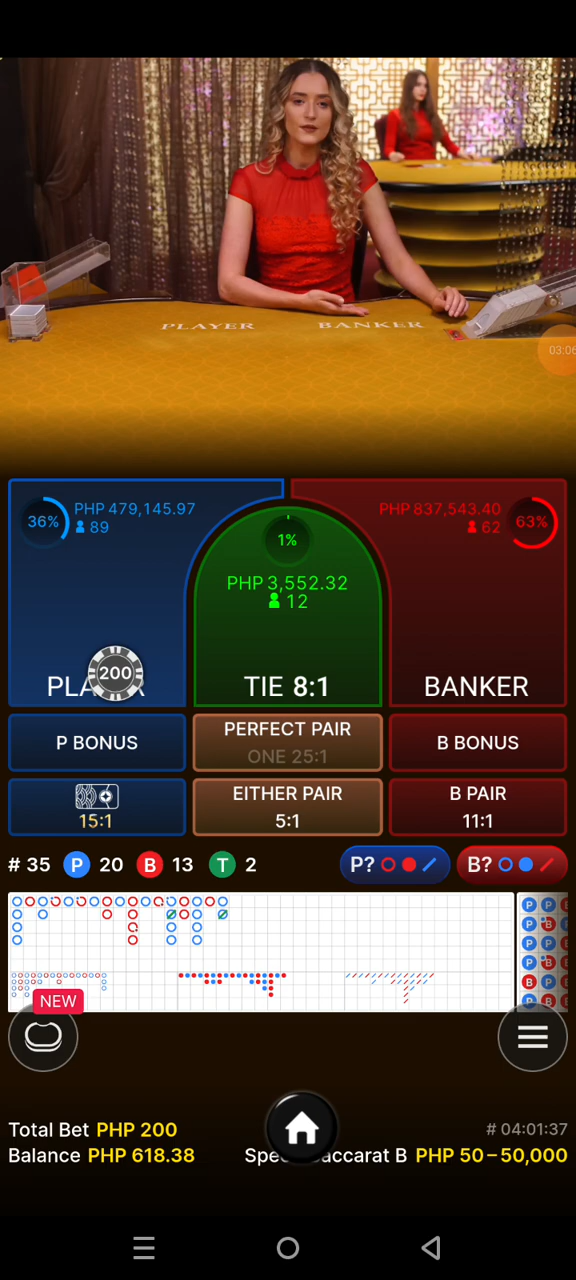 PLAYER BANKER
03:06
36% PHP 479,145.97
89
PHP 837,543.40 63%
62
1%
PHP 3,552.32
12
200
TIE 8:1
BANKER
P BONUS
PERFECT PAIR
ONE 25:1
B BONUS
15:1
EITHER PAIR
5:1
B PAIR
11:1
# 35 P 20 B 13 T 2 P? B?
P P
P B
P P
P B
B P
P B
NEW
Total Bet PHP 200
# 04:01:37
Balance PHP 618.38
PHP 50–50,000